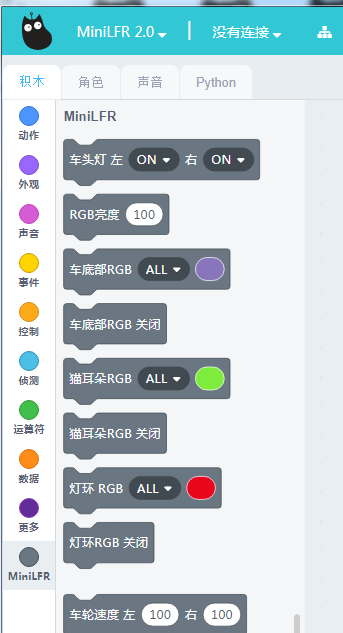 MiniLFR 2.0 没有连接
积木 角色 声音 Python
动作
外观
声音
事件
控制
侦测
运算符
数据
更多
MiniLFR
MiniLFR
车头灯 左 ON 右 ON
RGB亮度 100
车底部RGB ALL
车底部RGB 关闭
猫耳朵RGB ALL
猫耳朵RGB 关闭
灯环 RGB ALL
灯环RGB 关闭
车轮速度 左 100 右 100